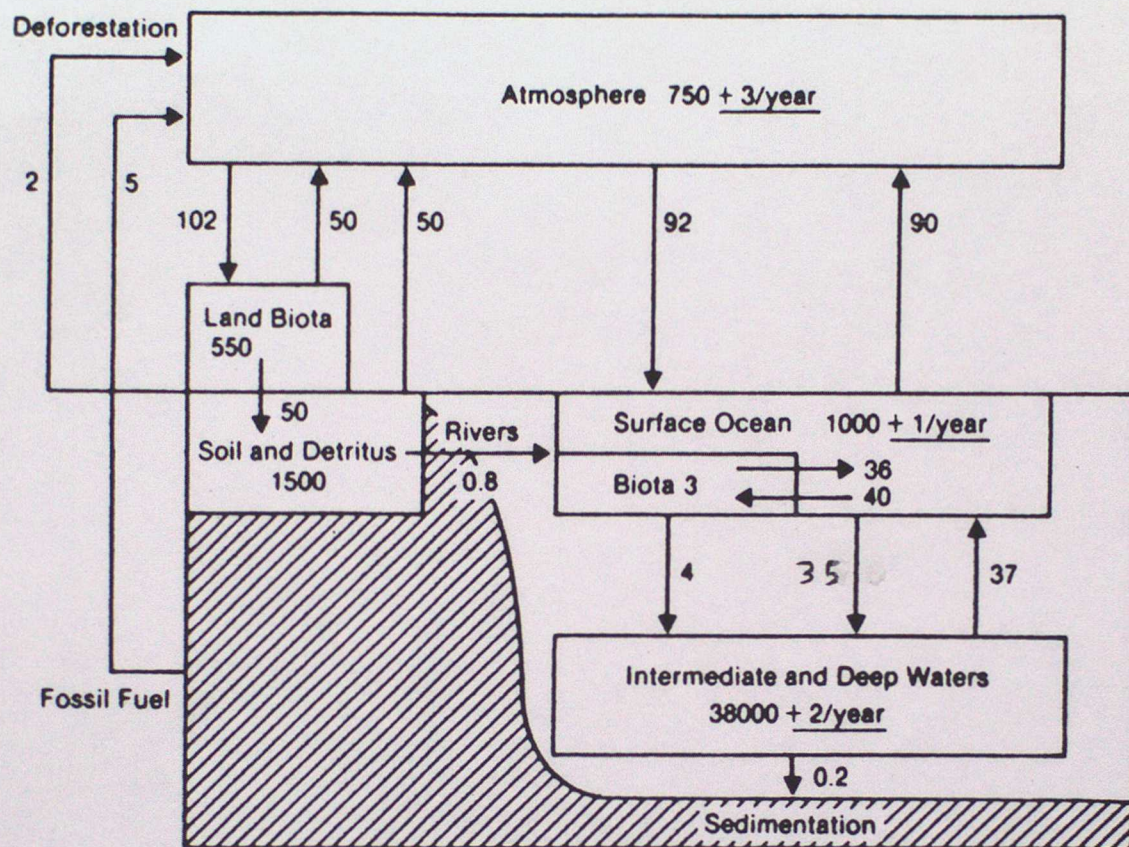 Deforestation
Atmosphere 750 + 3/year
2
5
102
50
50
92
90
Land Biota
550
50
Soil and Detritus
1500
Rivers
0.8
Surface Ocean 1000 + 1/year
Biota 3
36
40
4
35
37
Fossil Fuel
Intermediate and Deep Waters
38000 + 2/year
0.2
Sedimentation